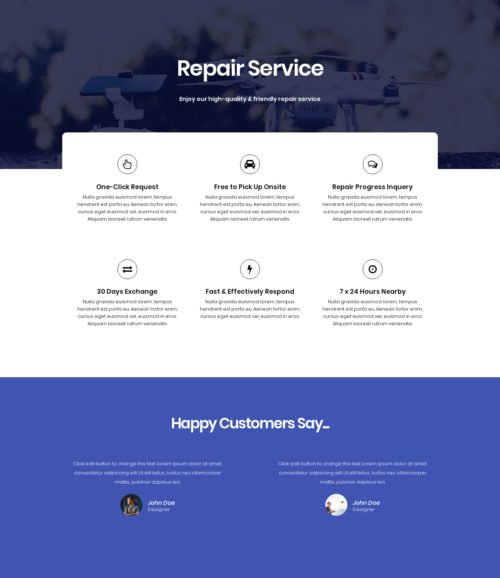 Repair Service
Enjoy our high-quality & friendly repair service
One-Click Request
Nulla gravida euismod lorem, tempus
hendrerit est porta eu. Aenean tortor enim,
cursus eget euismod vel, euismod in eros.
Aliquam laoreet rutrum venenatis.
Free to Pick Up Onsite
Nulla gravida euismod lorem, tempus
hendrerit est porta eu. Aenean tortor enim,
cursus eget euismod vel, euismod in eros.
Aliquam laoreet rutrum venenatis.
Repair Progress Inquery
Nulla gravida euismod lorem, tempus
hendrerit est porta eu. Aenean tortor enim,
cursus eget euismod vel, euismod in eros.
Aliquam laoreet rutrum venenatis.
30 Days Exchange
Nulla gravida euismod lorem, tempus
hendrerit est porta eu. Aenean tortor enim,
cursus eget euismod vel, euismod in eros.
Aliquam laoreet rutrum venenatis.
Fast & Effectively Respond
Nulla gravida euismod lorem, tempus
hendrerit est porta eu. Aenean tortor enim,
cursus eget euismod vel, euismod in eros.
Aliquam laoreet rutrum venenatis.
7 x 24 Hours Nearby
Nulla gravida euismod lorem, tempus
hendrerit est porta eu. Aenean tortor enim,
cursus eget euismod vel, euismod in eros.
Aliquam laoreet rutrum venenatis.
Happy Customers Say...
Click edit button to change this text. Lorem ipsum dolor sit amet,
consectetur adipiscing elit. Ut elit tellus, luctus nec ullamcorper
mattis, pulvinar dapibus leo.
John Doe
Designer
Click edit button to change this text. Lorem ipsum dolor sit amet,
consectetur adipiscing elit. Ut elit tellus, luctus nec ullamcorper
mattis, pulvinar dapibus leo.
John Doe
Designer